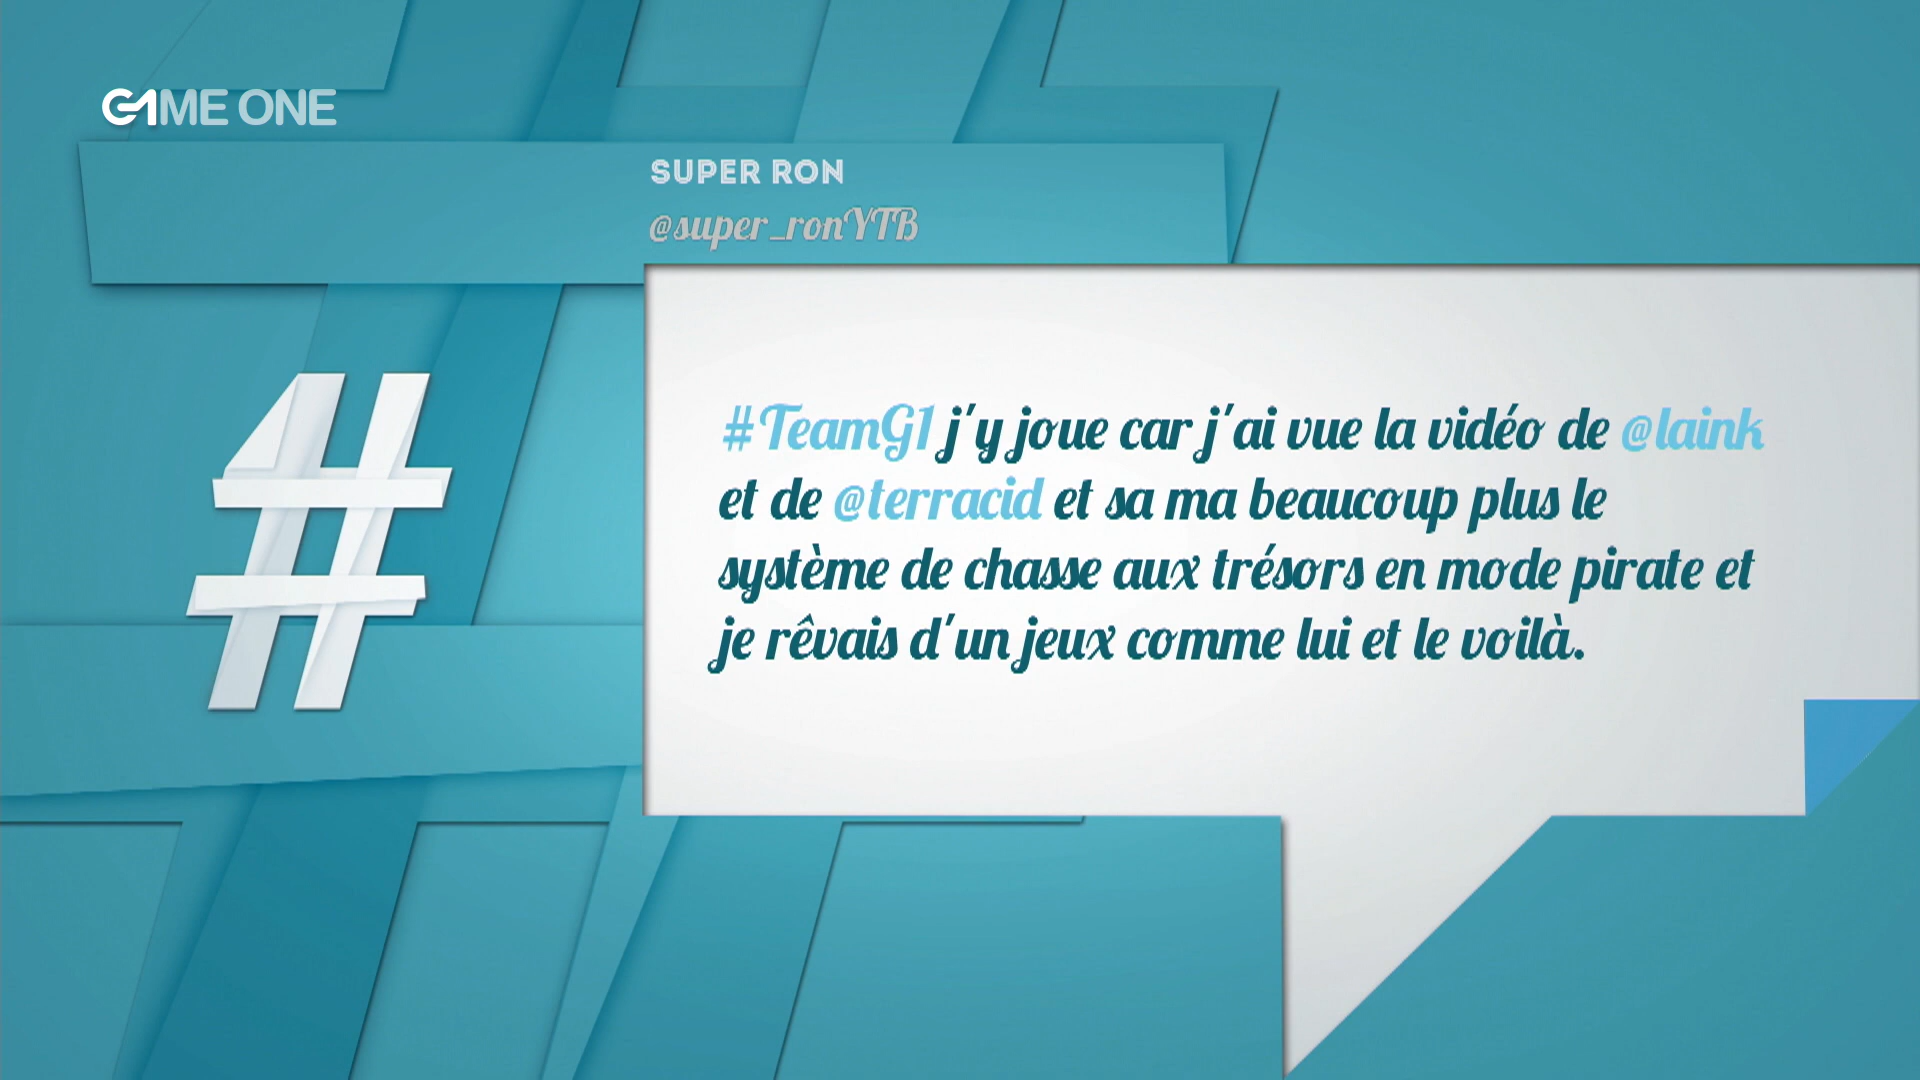 GAME ONE
SUPER RON
@super_ronYTB
#TeamG1 j'y joue car j'ai vue la vidéo de @laink
et de @terracid et sa ma beaucoup plus le
système de chasse aux trésors en mode pirate et
je rêvais d'un jeux comme lui et le voilà.
#